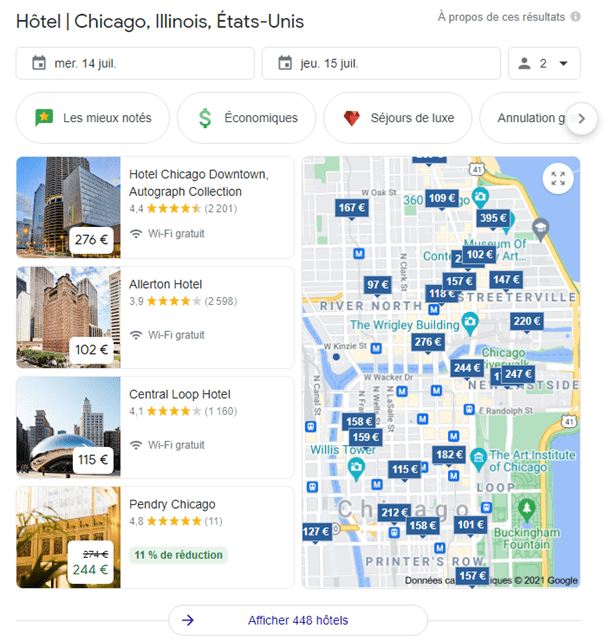 Hôtel | Chicago, Illinois, États-Unis
À propos de ces résultats
mer. 14 juil.
jeu. 15 juil.
2
Les mieux notés
Économiques
Séjours de luxe
Annulation g
Hotel Chicago Downtown,
Autograph Collection
4,4 (2 201)
Wi-Fi gratuit
276 €
Allerton Hotel
3,9 (2 598)
Wi-Fi gratuit
102 €
Central Loop Hotel
4,1 (1 160)
Wi-Fi gratuit
115 €
Pendry Chicago
4,8 (11)
11 % de réduction
274 €
244 €
41
W Oak St
360
109 €
167 €
395 €
Museum Of
Contemporary Art...
102 €
N Clark St
157 €
147 €
97 €
118 €
RIVER NORTH
STREETERVILLE
The Wrigley Building
220 €
276 €
W Kinzie St
Chicago
Riverwalk
244 €
247 €
W Wacker Dr
NEW EASTSIDE
N Canal St
N LaSalle St
E Randolph St
41
158 €
159 €
Willis Tower
182 €
The Art Institute
of Chicago
115 €
LOOP
Chicago
212 €
158 €
101 €
127 €
Buckingham
Fountain
PRINTER'S ROW
157 €
Données ca
iques © 2021 Google
Afficher 448 hôtels